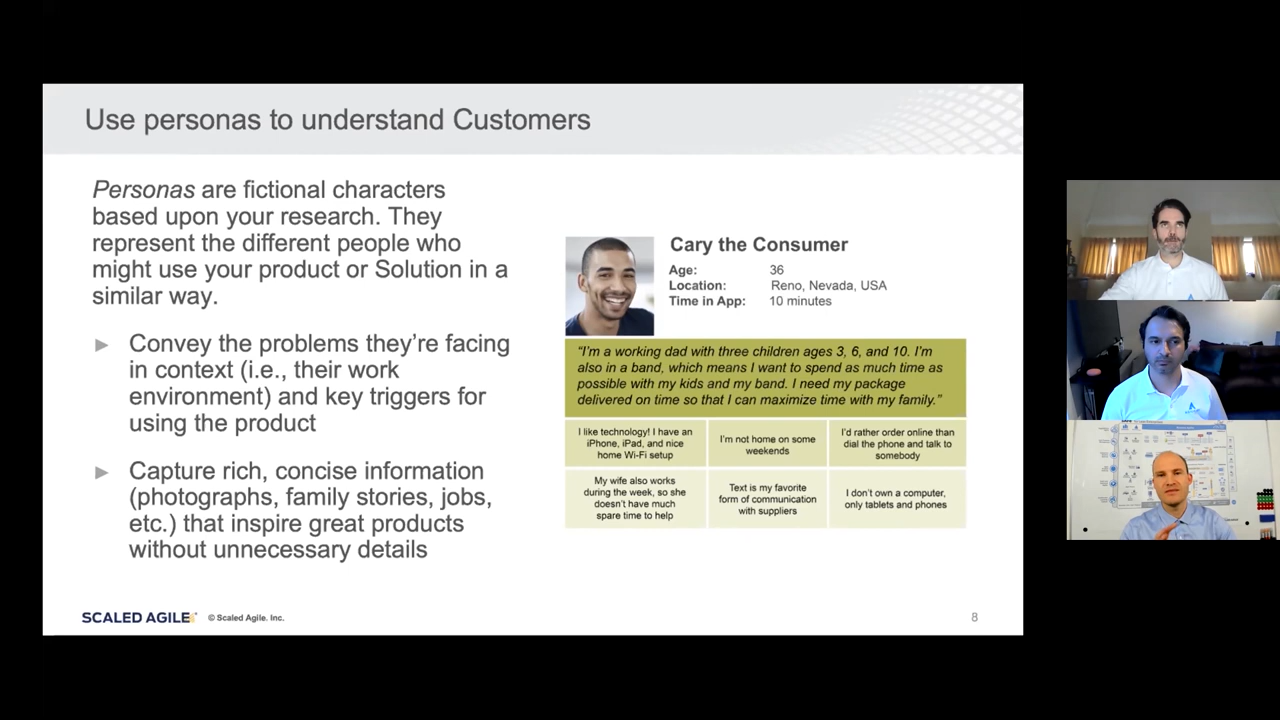 Use personas to understand Customers
Personas are fictional characters
based upon your research. They
represent the different people who
might use your product or Solution in a
similar way.
► Convey the problems they’re facing
in context (i.e., their work
environment) and key triggers for
using the product
► Capture rich, concise information
(photographs, family stories, jobs,
etc.) that inspire great products
without unnecessary details
Cary the Consumer
Age: 36
Location: Reno, Nevada, USA
Time in App: 10 minutes
“I’m a working dad with three children ages 3, 6, and 10. I’m
also in a band, which means I want to spend as much time as
possible with my kids and my band. I need my package
delivered on time so that I can maximize time with my family.”
I like technology! I have an
iPhone, iPad, and nice
home Wi-Fi setup
I’m not home on some
weekends
I’d rather order online than
dial the phone and talk to
somebody
My wife also works
during the week, so she
doesn’t have much
spare time to help
Text is my favorite
form of communication
with suppliers
I don’t own a computer,
only tablets and phones
SCALED AGILE
© Scaled Agile. Inc.
8